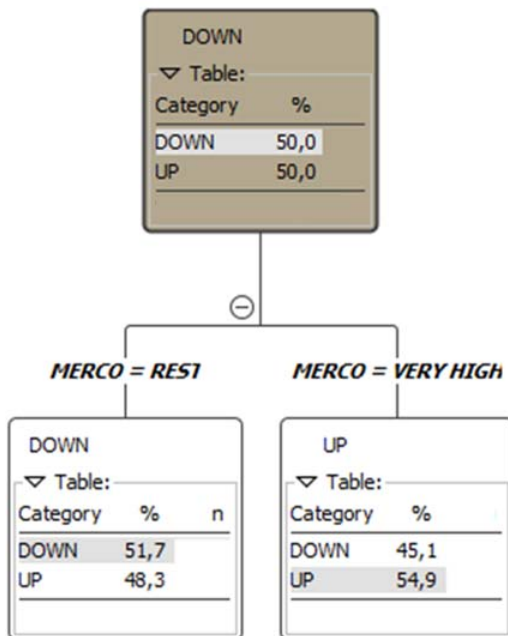 DOWN
Table:
Category %
DOWN 50,0
UP 50,0
MERCO = REST
MERCO = VERY HIGH
DOWN
Table:
Category % n
DOWN 51,7
UP 48,3
UP
Table:
Category %
DOWN 45,1
UP 54,9